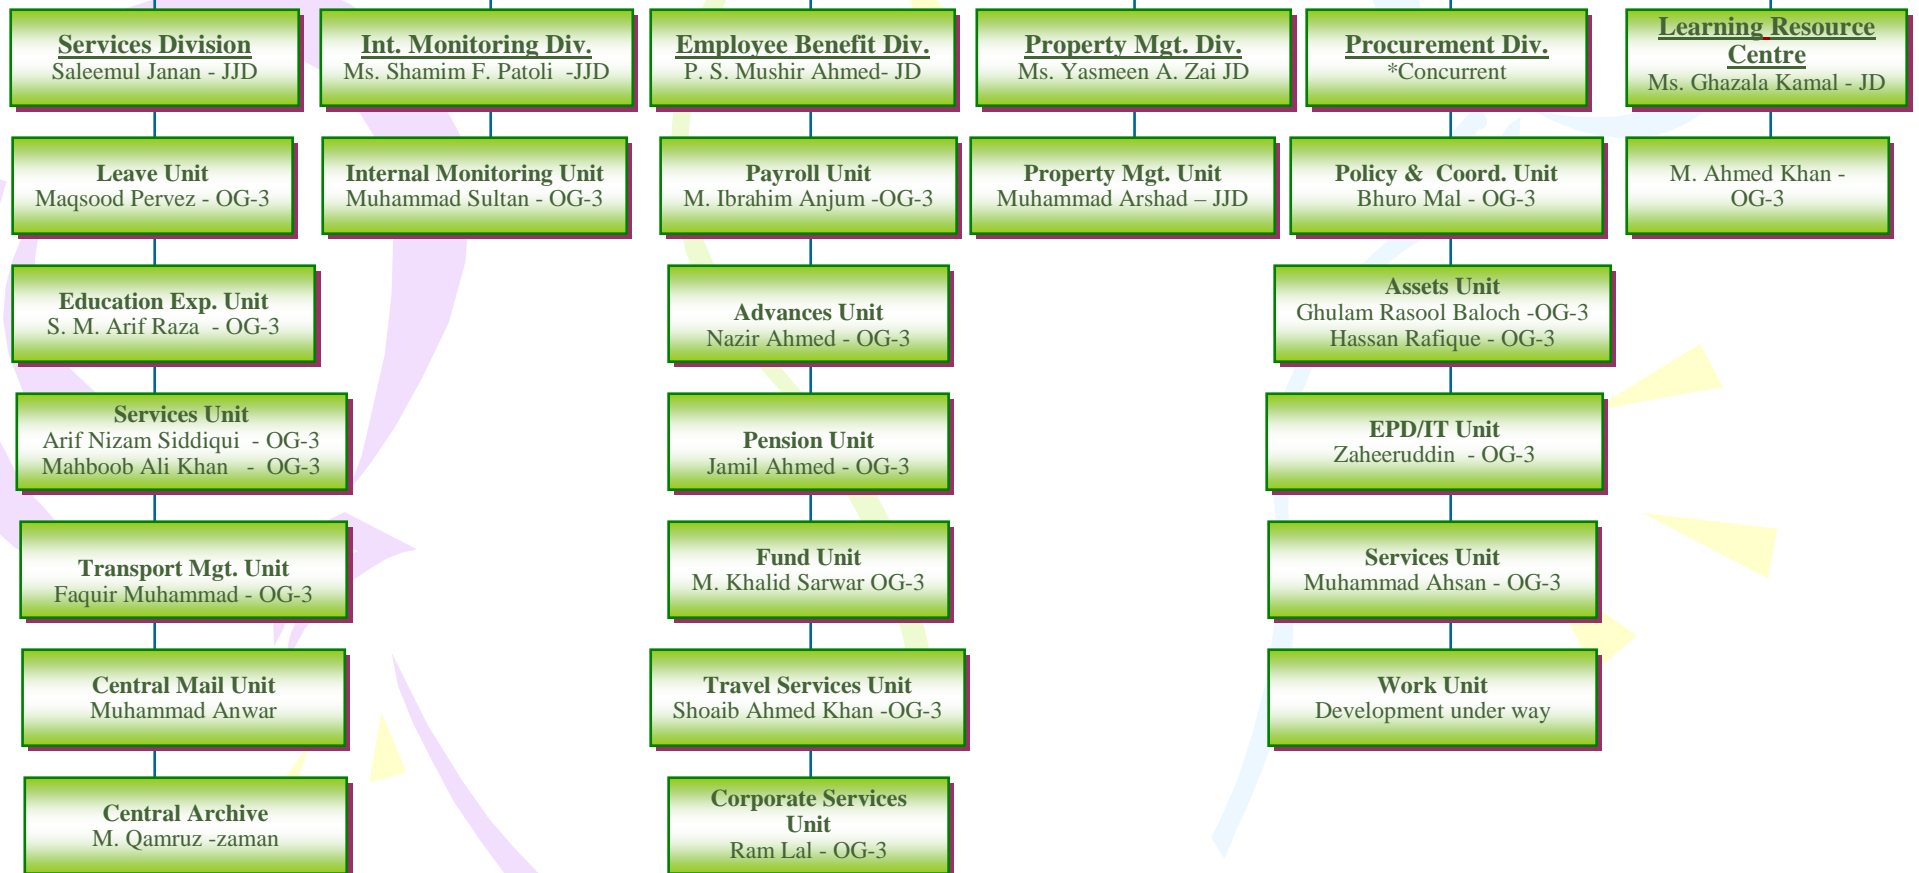 Services Division
Saleemul Janan - JJD
Int. Monitoring Div.
Ms. Shamim F. Patoli -JJD
Employee Benefit Div.
P. S. Mushir Ahmed- JD
Property Mgt. Div.
Ms. Yasmeen A. Zai JD
Procurement Div.
*Concurrent
Learning Resource
Centre
Ms. Ghazala Kamal - JD
Leave Unit
Maqsood Pervez - OG-3
Internal Monitoring Unit
Muhammad Sultan - OG-3
Payroll Unit
M. Ibrahim Anjum -OG-3
Property Mgt. Unit
Muhammad Arshad – JJD
Policy & Coord. Unit
Bhuro Mal - OG-3
M. Ahmed Khan -
OG-3
Education Exp. Unit
S. M. Arif Raza - OG-3
Advances Unit
Nazir Ahmed - OG-3
Assets Unit
Ghulam Rasool Baloch -OG-3
Hassan Rafique - OG-3
Services Unit
Arif Nizam Siddiqui - OG-3
Mahboob Ali Khan - OG-3
Pension Unit
Jamil Ahmed - OG-3
EPD/IT Unit
Zaheeruddin - OG-3
Transport Mgt. Unit
Faquir Muhammad - OG-3
Fund Unit
M. Khalid Sarwar OG-3
Services Unit
Muhammad Ahsan - OG-3
Central Mail Unit
Muhammad Anwar
Travel Services Unit
Shoaib Ahmed Khan -OG-3
Work Unit
Development under way
Central Archive
M. Qamruz -zaman
Corporate Services
Unit
Ram Lal - OG-3